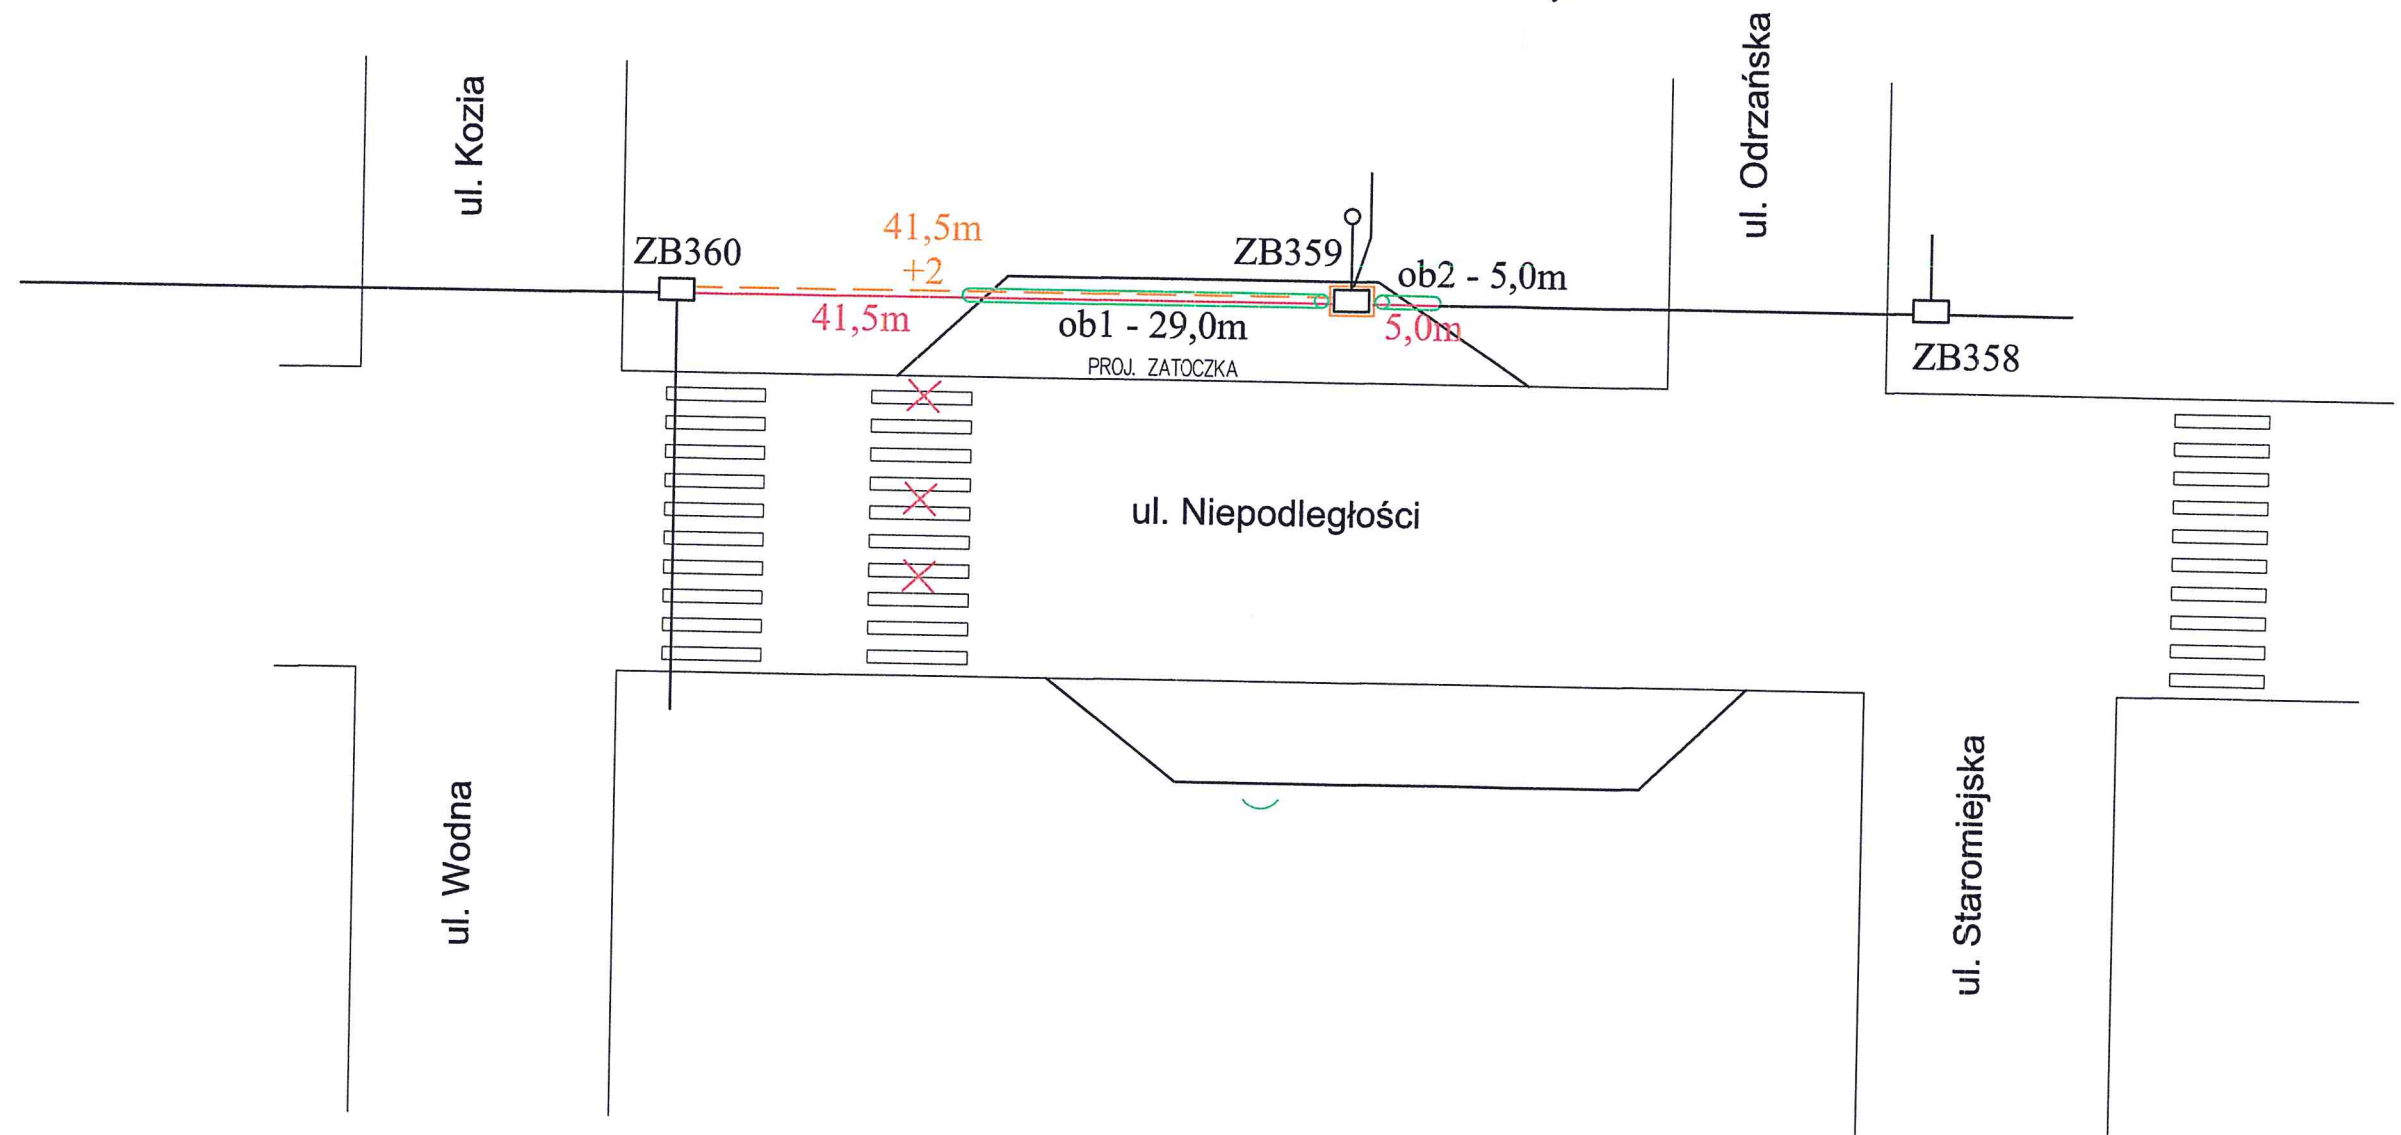 ul. Kozia
ul. Odrzańska
41,5m
+2
ZB360
ZB359
ob2 - 5,0m
41,5m
ob1 - 29,0m
5,0m
ZB358
PROJ. ZATOCZKA
ul. Niepodległości
ul. Wodna
ul. Staromiejska